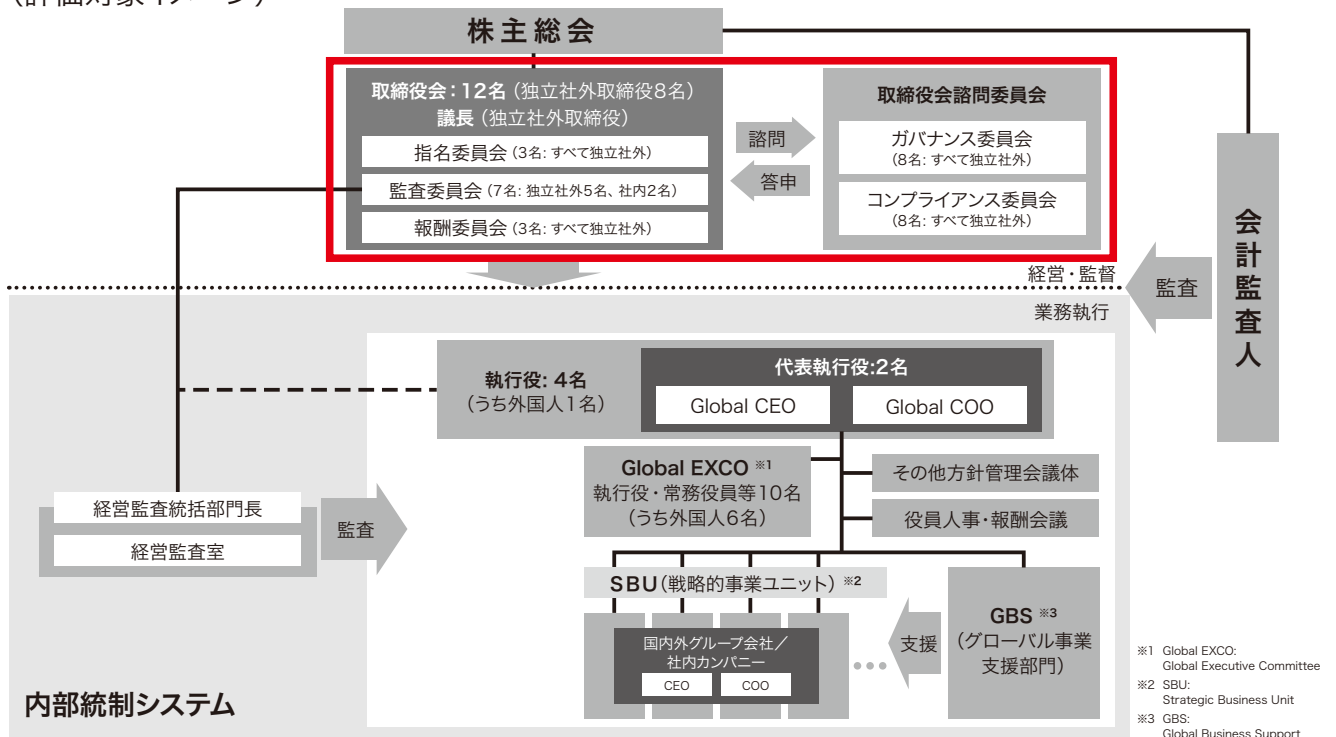 (評価対象イメージ)
株主総会
取締役会：12名（独立社外取締役8名）
議長（独立社外取締役）
指名委員会（3名: すべて独立社外）
監査委員会（7名: 独立社外5名、社内2名）
報酬委員会（3名: すべて独立社外）
諮問
答申
取締役会諮問委員会
ガバナンス委員会
（8名: すべて独立社外）
コンプライアンス委員会
（8名: すべて独立社外）
会計監査人
監査
経営・監督
業務執行
執行役: 4名
（うち外国人1名）
代表執行役:2名
Global CEO
Global COO
Global EXCO ※1
執行役・常務役員等10名
（うち外国人6名）
その他方針管理会議体
役員人事・報酬会議
経営監査統括部門長
経営監査室
監査
SBU（戦略的事業ユニット）※2
国内外グループ会社／
社内カンパニー
CEO
COO
支援
GBS ※3
（グローバル事業
支援部門）
内部統制システム
※1 Global EXCO:
Global Executive Committee
※2 SBU:
Strategic Business Unit
※3 GBS:
Global Business Support